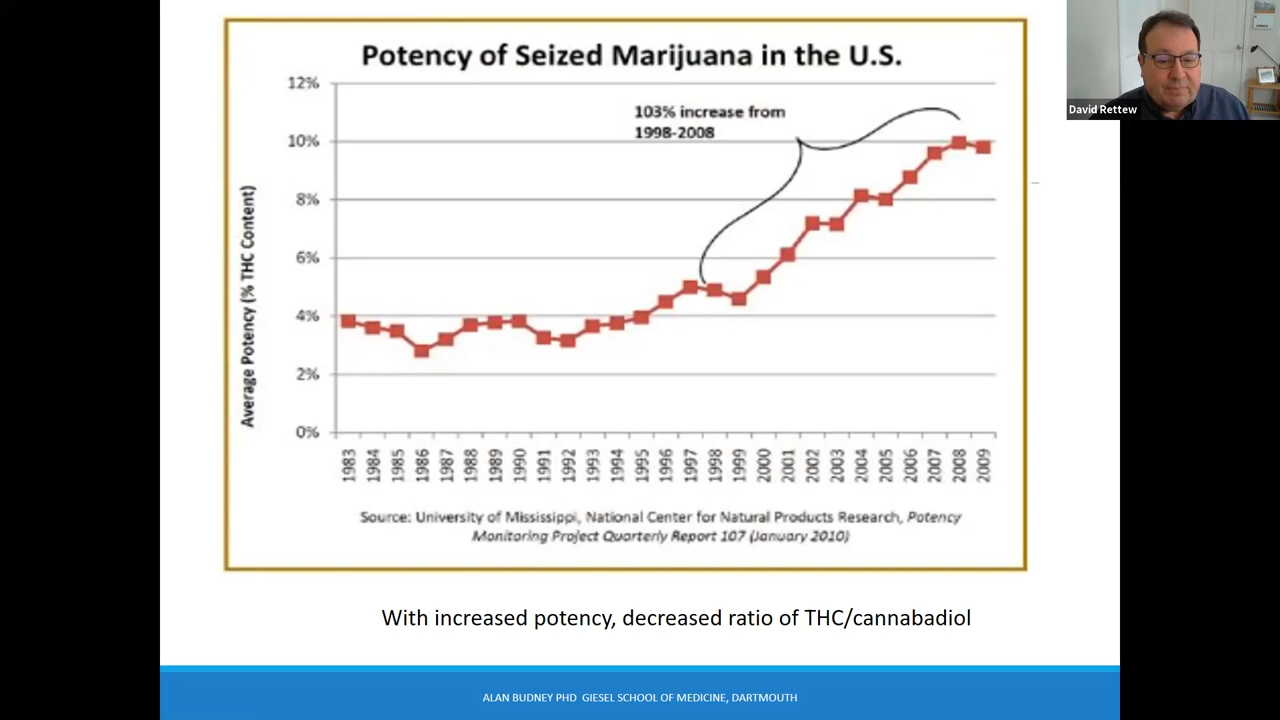 Potency of Seized Marijuana in the U.S.
David Rettew
12%
103% increase from
1998-2008
10%
8%
6%
4%
2%
0%
Average Potency (% THC Content)
1983 1984 1985 1986 1987 1988 1989 1990 1991 1992 1993 1994 1995 1996 1997 1998 1999 2000 2001 2002 2003 2004 2005 2006 2007 2008 2009
Source: University of Mississippi, National Center for Natural Products Research, Potency
Monitoring Project Quarterly Report 107 (January 2010)
With increased potency, decreased ratio of THC/cannabadiol
ALAN BUDNEY PHD GIESEL SCHOOL OF MEDICINE, DARTMOUTH